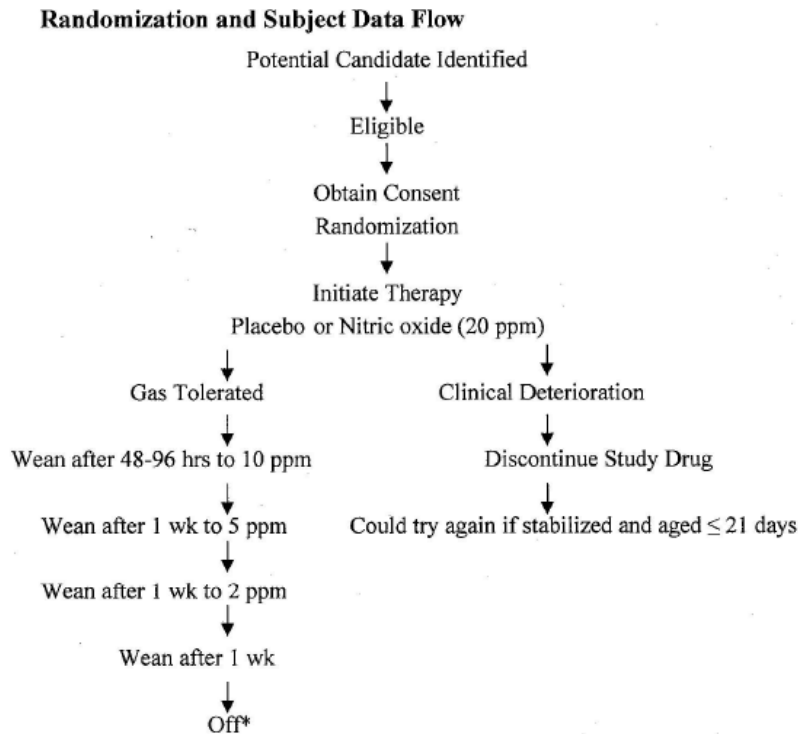 Randomization and Subject Data Flow
Potential Candidate Identified
Eligible
Obtain Consent
Randomization
Initiate Therapy
Placebo or Nitric oxide (20 ppm)
Gas Tolerated
Clinical Deterioration
Wean after 48-96 hrs to 10 ppm
Discontinue Study Drug
Wean after 1 wk to 5 ppm
Could try again if stabilized and aged ≤ 21 days
Wean after 1 wk to 2 ppm
Wean after 1 wk
Off*